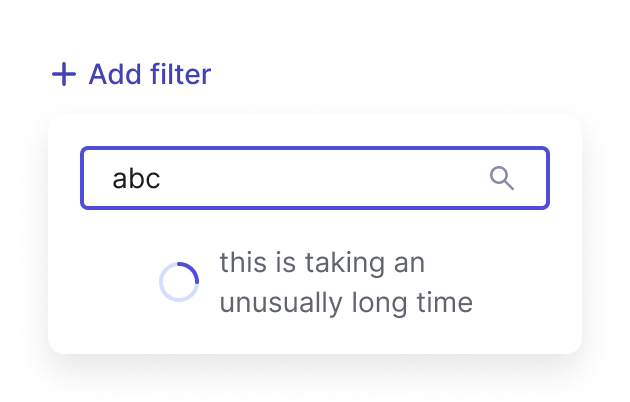 + Add filter
abc
this is taking an
unusually long time